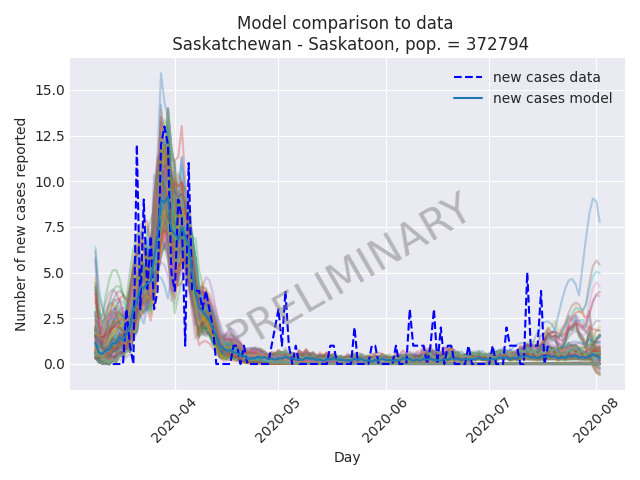 Model comparison to data
Saskatchewan - Saskatoon, pop. = 372794
new cases data
new cases model
PRELIMINARY
Number of new cases reported
15.0
12.5
10.0
7.5
5.0
2.5
0.0
2020-04
2020-05
2020-06
2020-07
2020-08
Day